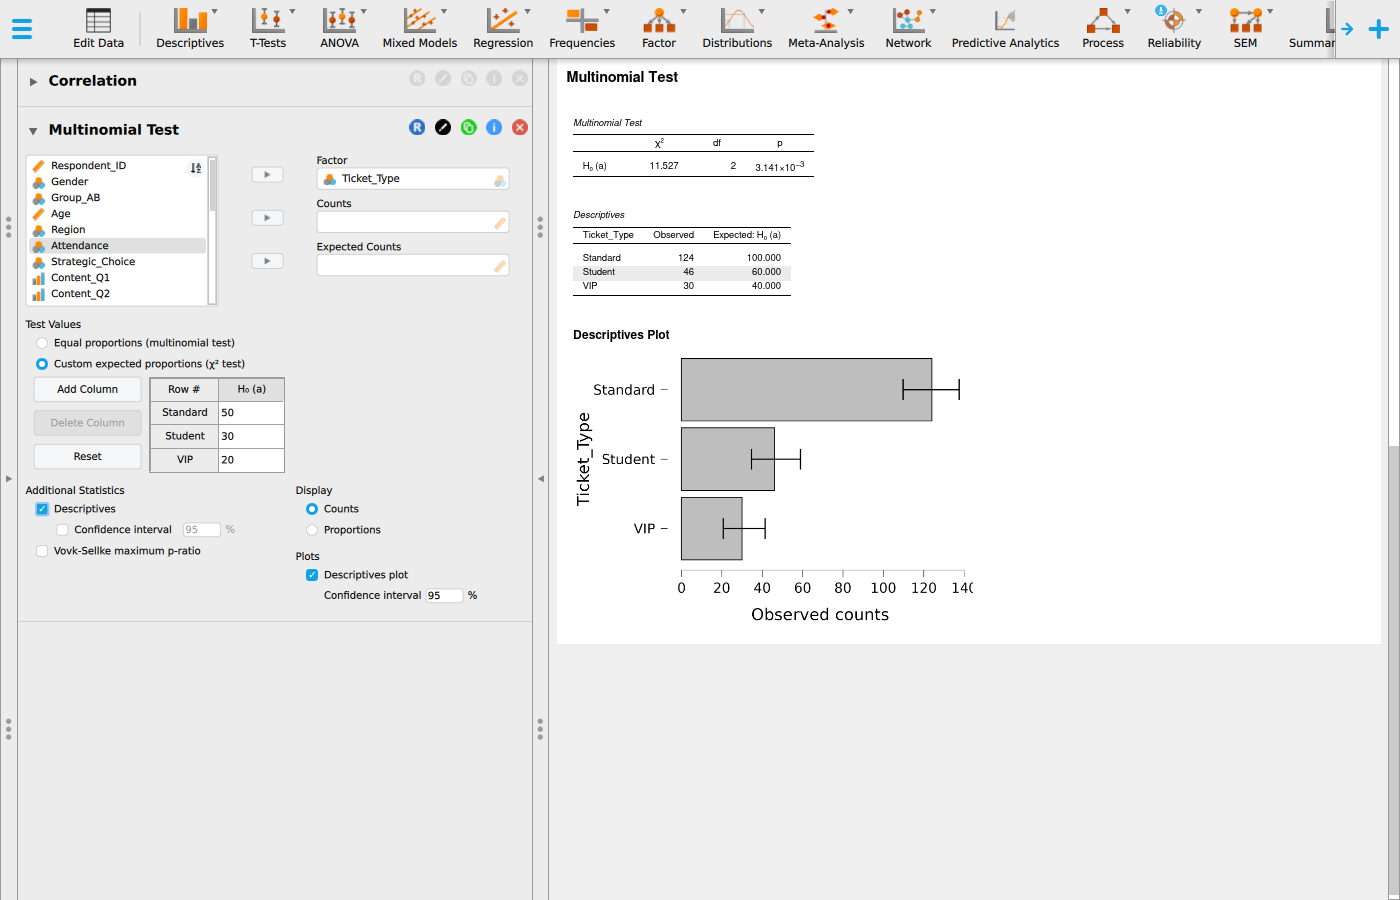 Edit Data
Descriptives
T-Tests
ANOVA
Mixed Models
Regression
Frequencies
Factor
Distributions
Meta-Analysis
Network
Predictive Analytics
Process
Reliability
SEM
Summar
Correlation
R i
Multinomial Test
R i
Respondent_ID
Gender
Group_AB
Age
Region
Attendance
Strategic_Choice
Content_Q1
Content_Q2
Factor
Ticket_Type
Counts
Expected Counts
Test Values
Equal proportions (multinomial test)
Custom expected proportions (χ² test)
Add Column
Delete Column
Reset
Row # H₀ (a)
Standard 50
Student 30
VIP 20
Additional Statistics
Descriptives
Confidence interval 95 %
Vovk-Sellke maximum p-ratio
Display
Counts
Proportions
Plots
Descriptives plot
Confidence interval 95 %
Multinomial Test
Multinomial Test
χ² df p
H₀ (a) 11.527 2 3.141×10⁻³
Descriptives
Ticket_Type Observed Expected: H₀ (a)
Standard 124 100.000
Student 46 60.000
VIP 30 40.000
Descriptives Plot
Ticket_Type
Standard
Student
VIP
0 20 40 60 80 100 120 140
Observed counts